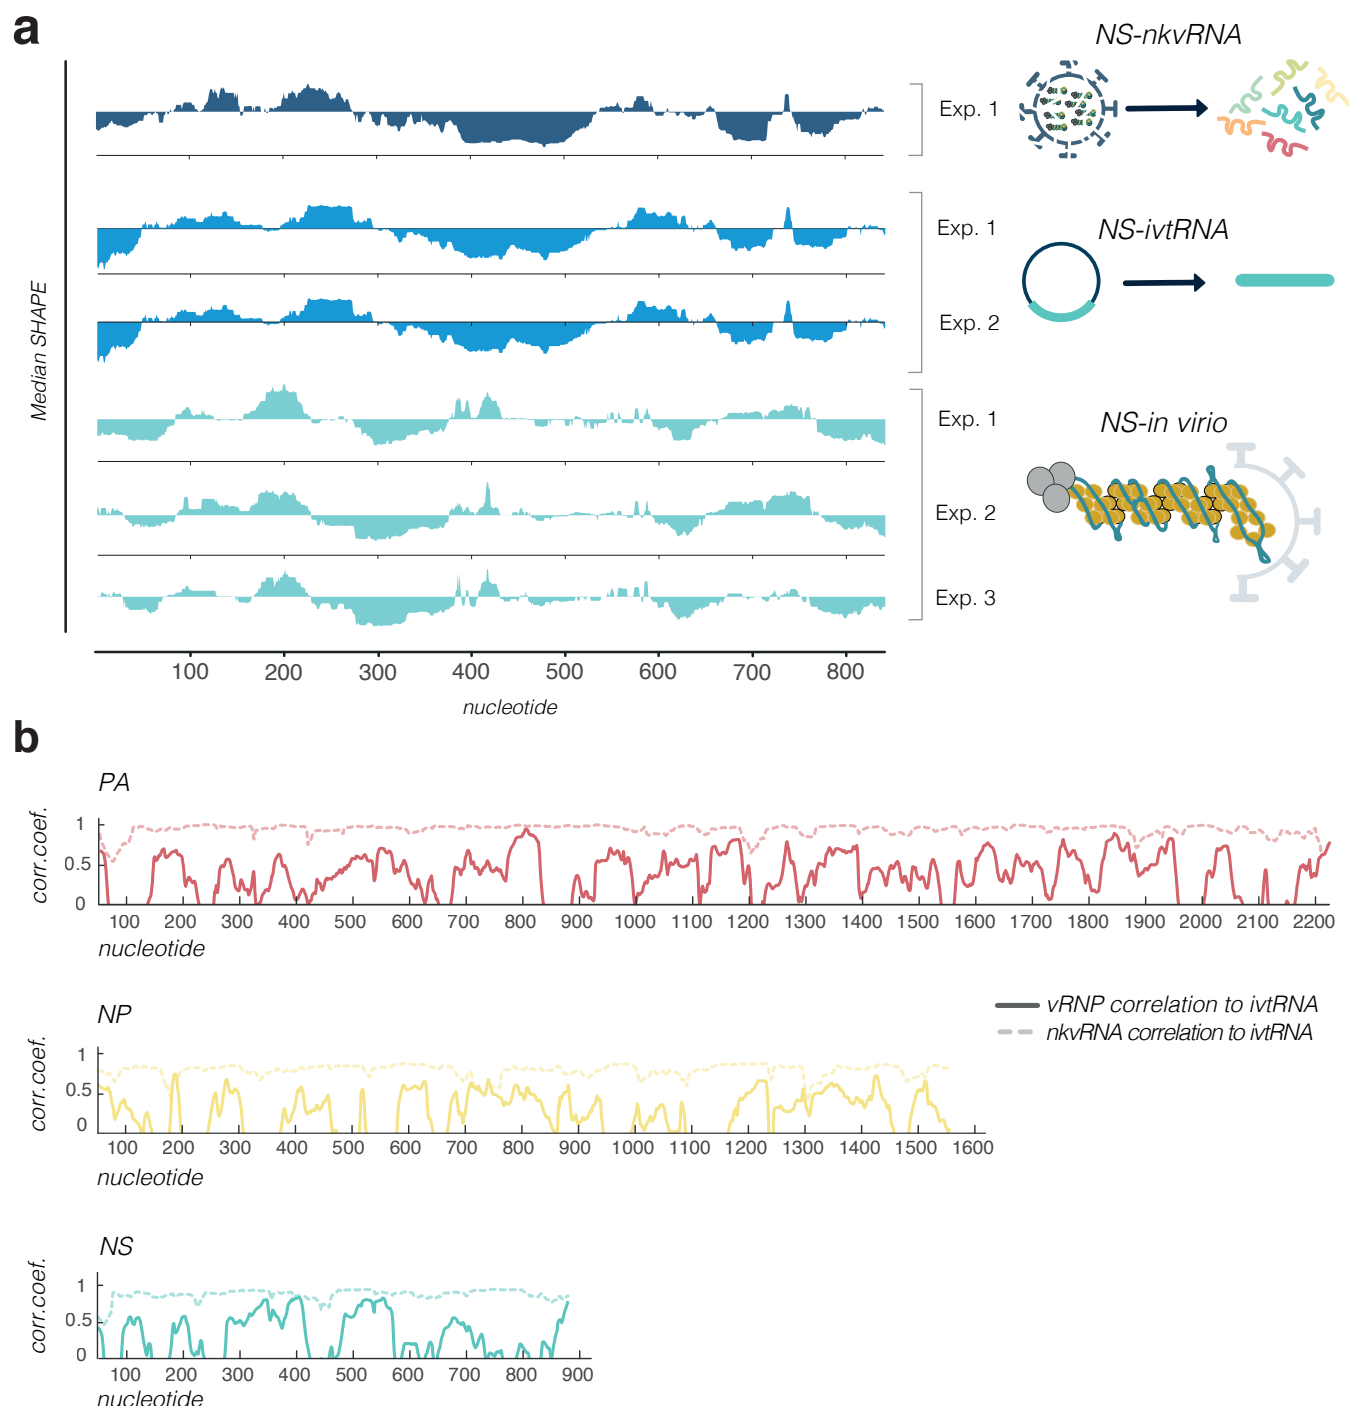 a
NS-nkvRNA
Exp. 1
Exp. 1
NS-ivtRNA
Exp. 2
Exp. 1
NS-in virio
Exp. 2
Exp. 3
Median SHAPE
100 200 300 400 500 600 700 800
nucleotide
b
PA
corr.coef.
1
0.5
0
100 200 300 400 500 600 700 800 900 1000 1100 1200 1300 1400 1500 1600 1700 1800 1900 2000 2100 2200
nucleotide
vRNP correlation to ivtRNA
nkvRNA correlation to ivtRNA
NP
corr.coef.
1
0.5
0
100 200 300 400 500 600 700 800 900 1000 1100 1200 1300 1400 1500 1600
nucleotide
NS
corr.coef.
1
0.5
0
100 200 300 400 500 600 700 800 900
nucleotide